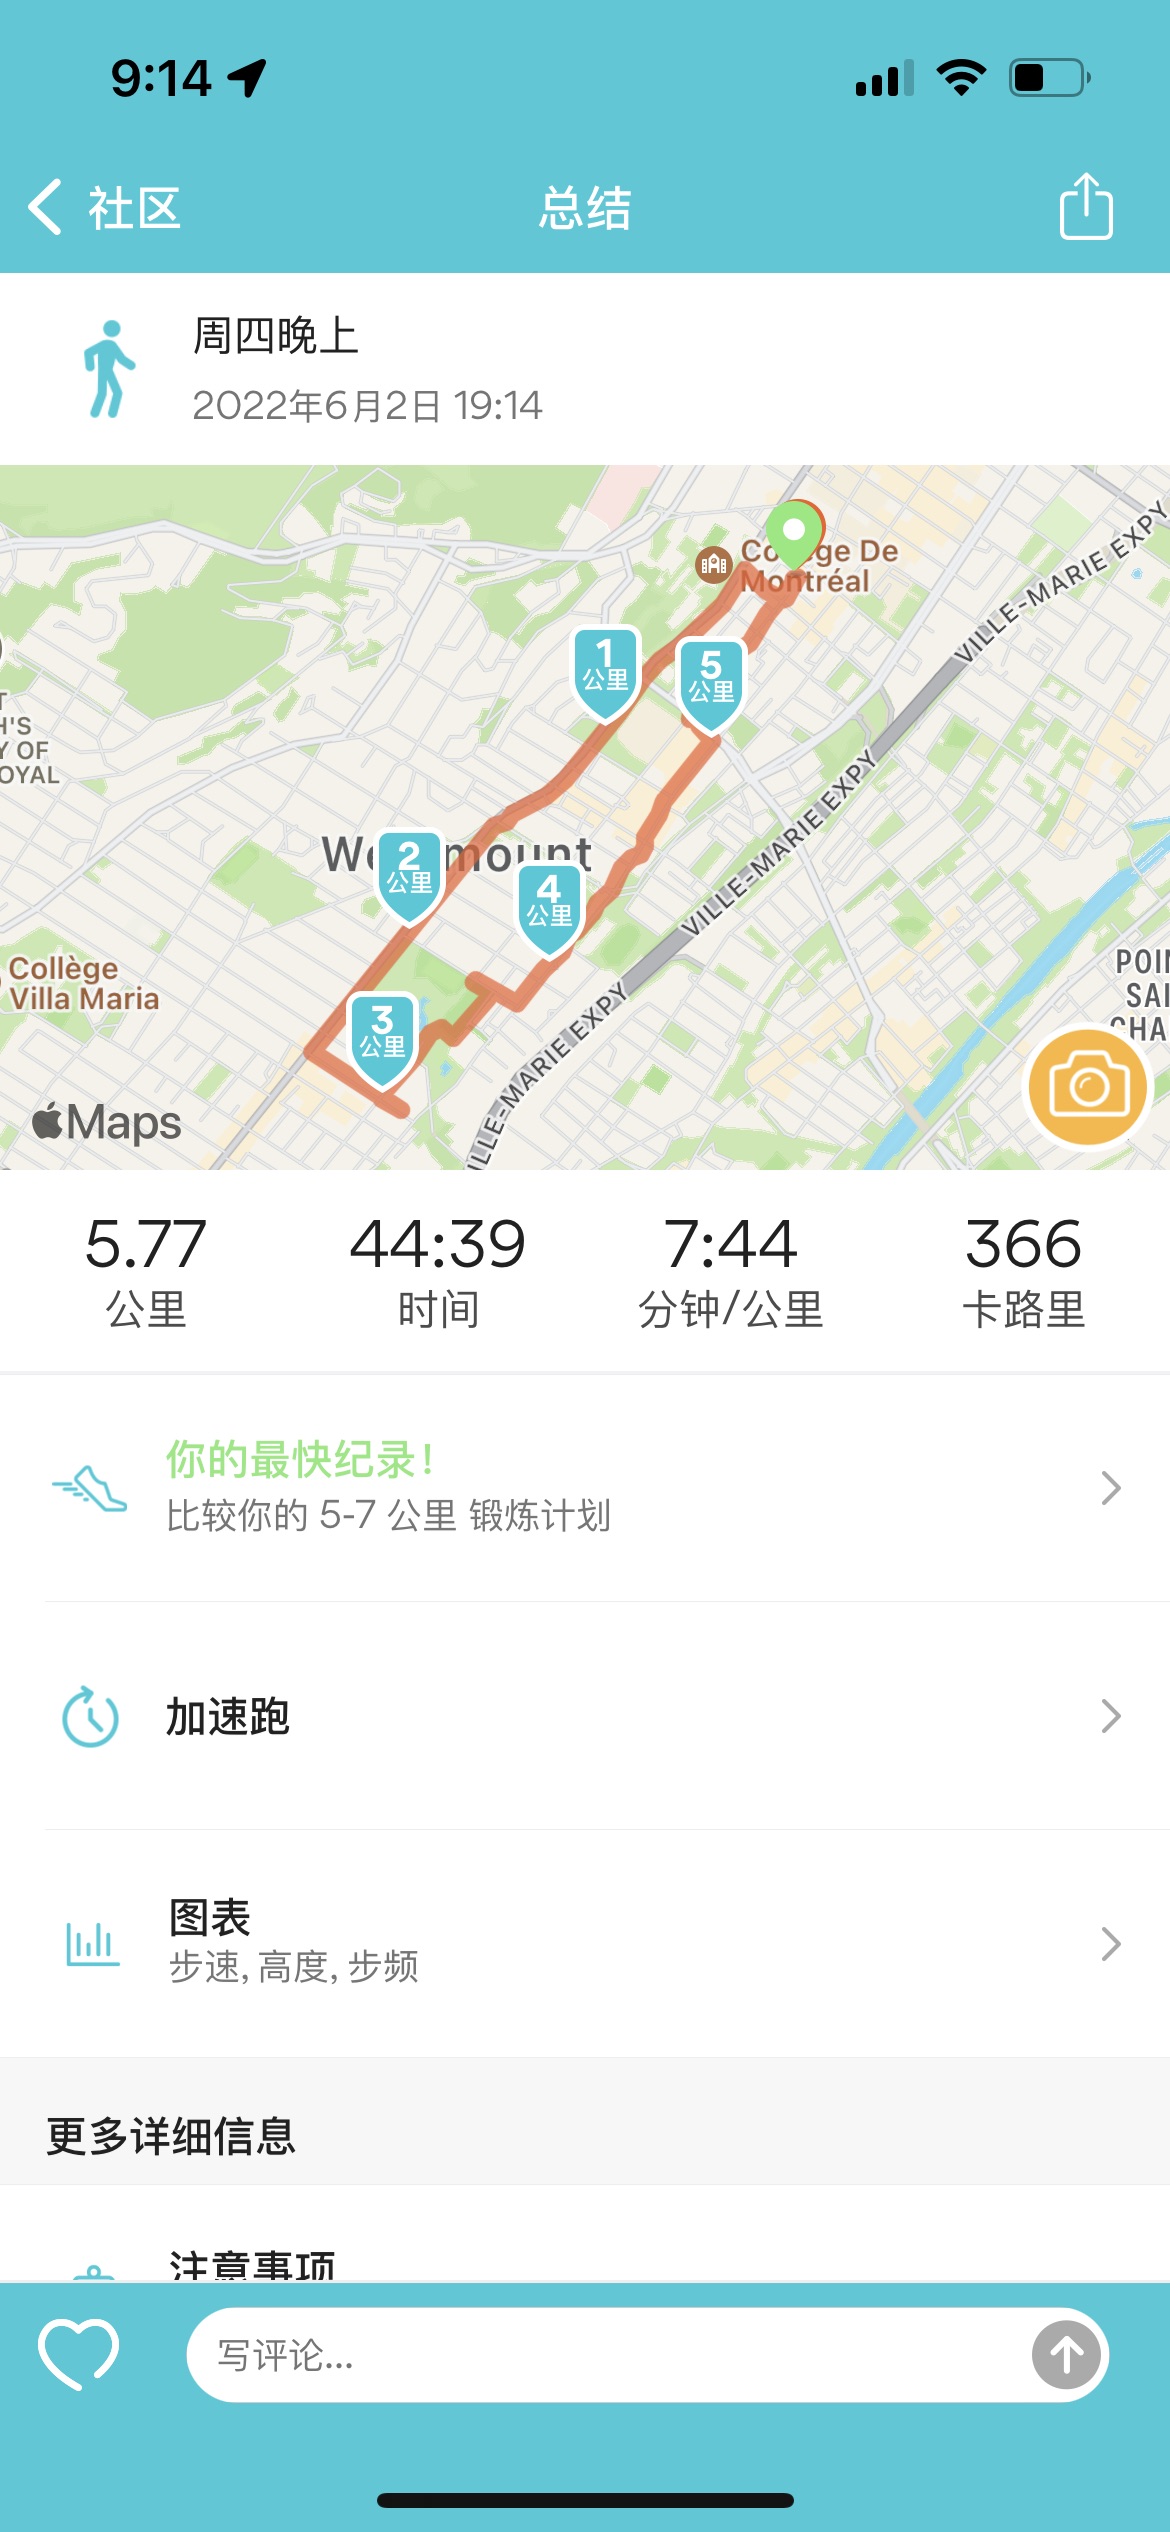 9:14
社区
总结
周四晚上
2022年6月2日 19:14
VILLE-MARIE EXPY
De
Montréal
1
公里
5
公里
T
H'S
Y OF
OYAL
VILLE-MARIE EXPY
2
公里
mount
4
公里
Collège
Villa Maria
3
公里
POIN
SAI
CHA
ILLE-MARIE EXPY
Maps
5.77
公里
44:39
时间
7:44
分钟/公里
366
卡路里
你的最快纪录!
比较你的 5-7 公里 锻炼计划
加速跑
图表
步速, 高度, 步频
更多详细信息
注意事项
写评论...